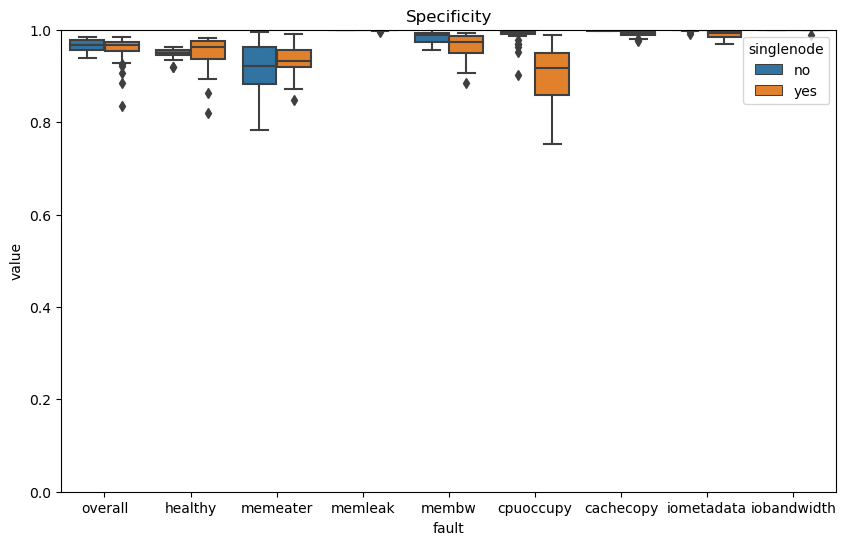 Specificity
1.0
0.8
0.6
0.4
0.2
0.0
value
singlenode
no
yes
overall healthy memeater memleak membw cpuoccupy cachecopy iometadata iobandwidth
fault